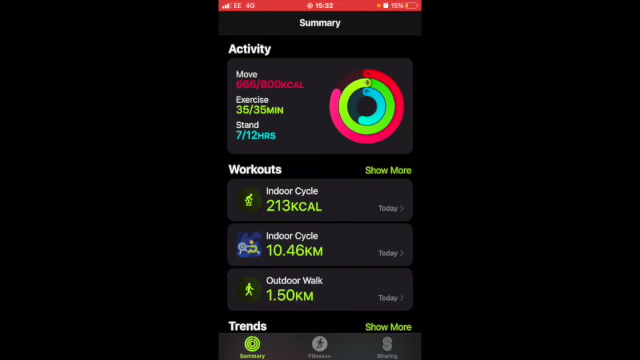 EE 4G 15:32 15%
Summary
Activity
Move
666/800KCAL
Exercise
35/35MIN
Stand
7/12HRS
Workouts Show More
Indoor Cycle
213KCAL Today
Indoor Cycle
10.46KM Today
Outdoor Walk
1.50KM Today
Trends Show More
Summary Fitness+ Sharing